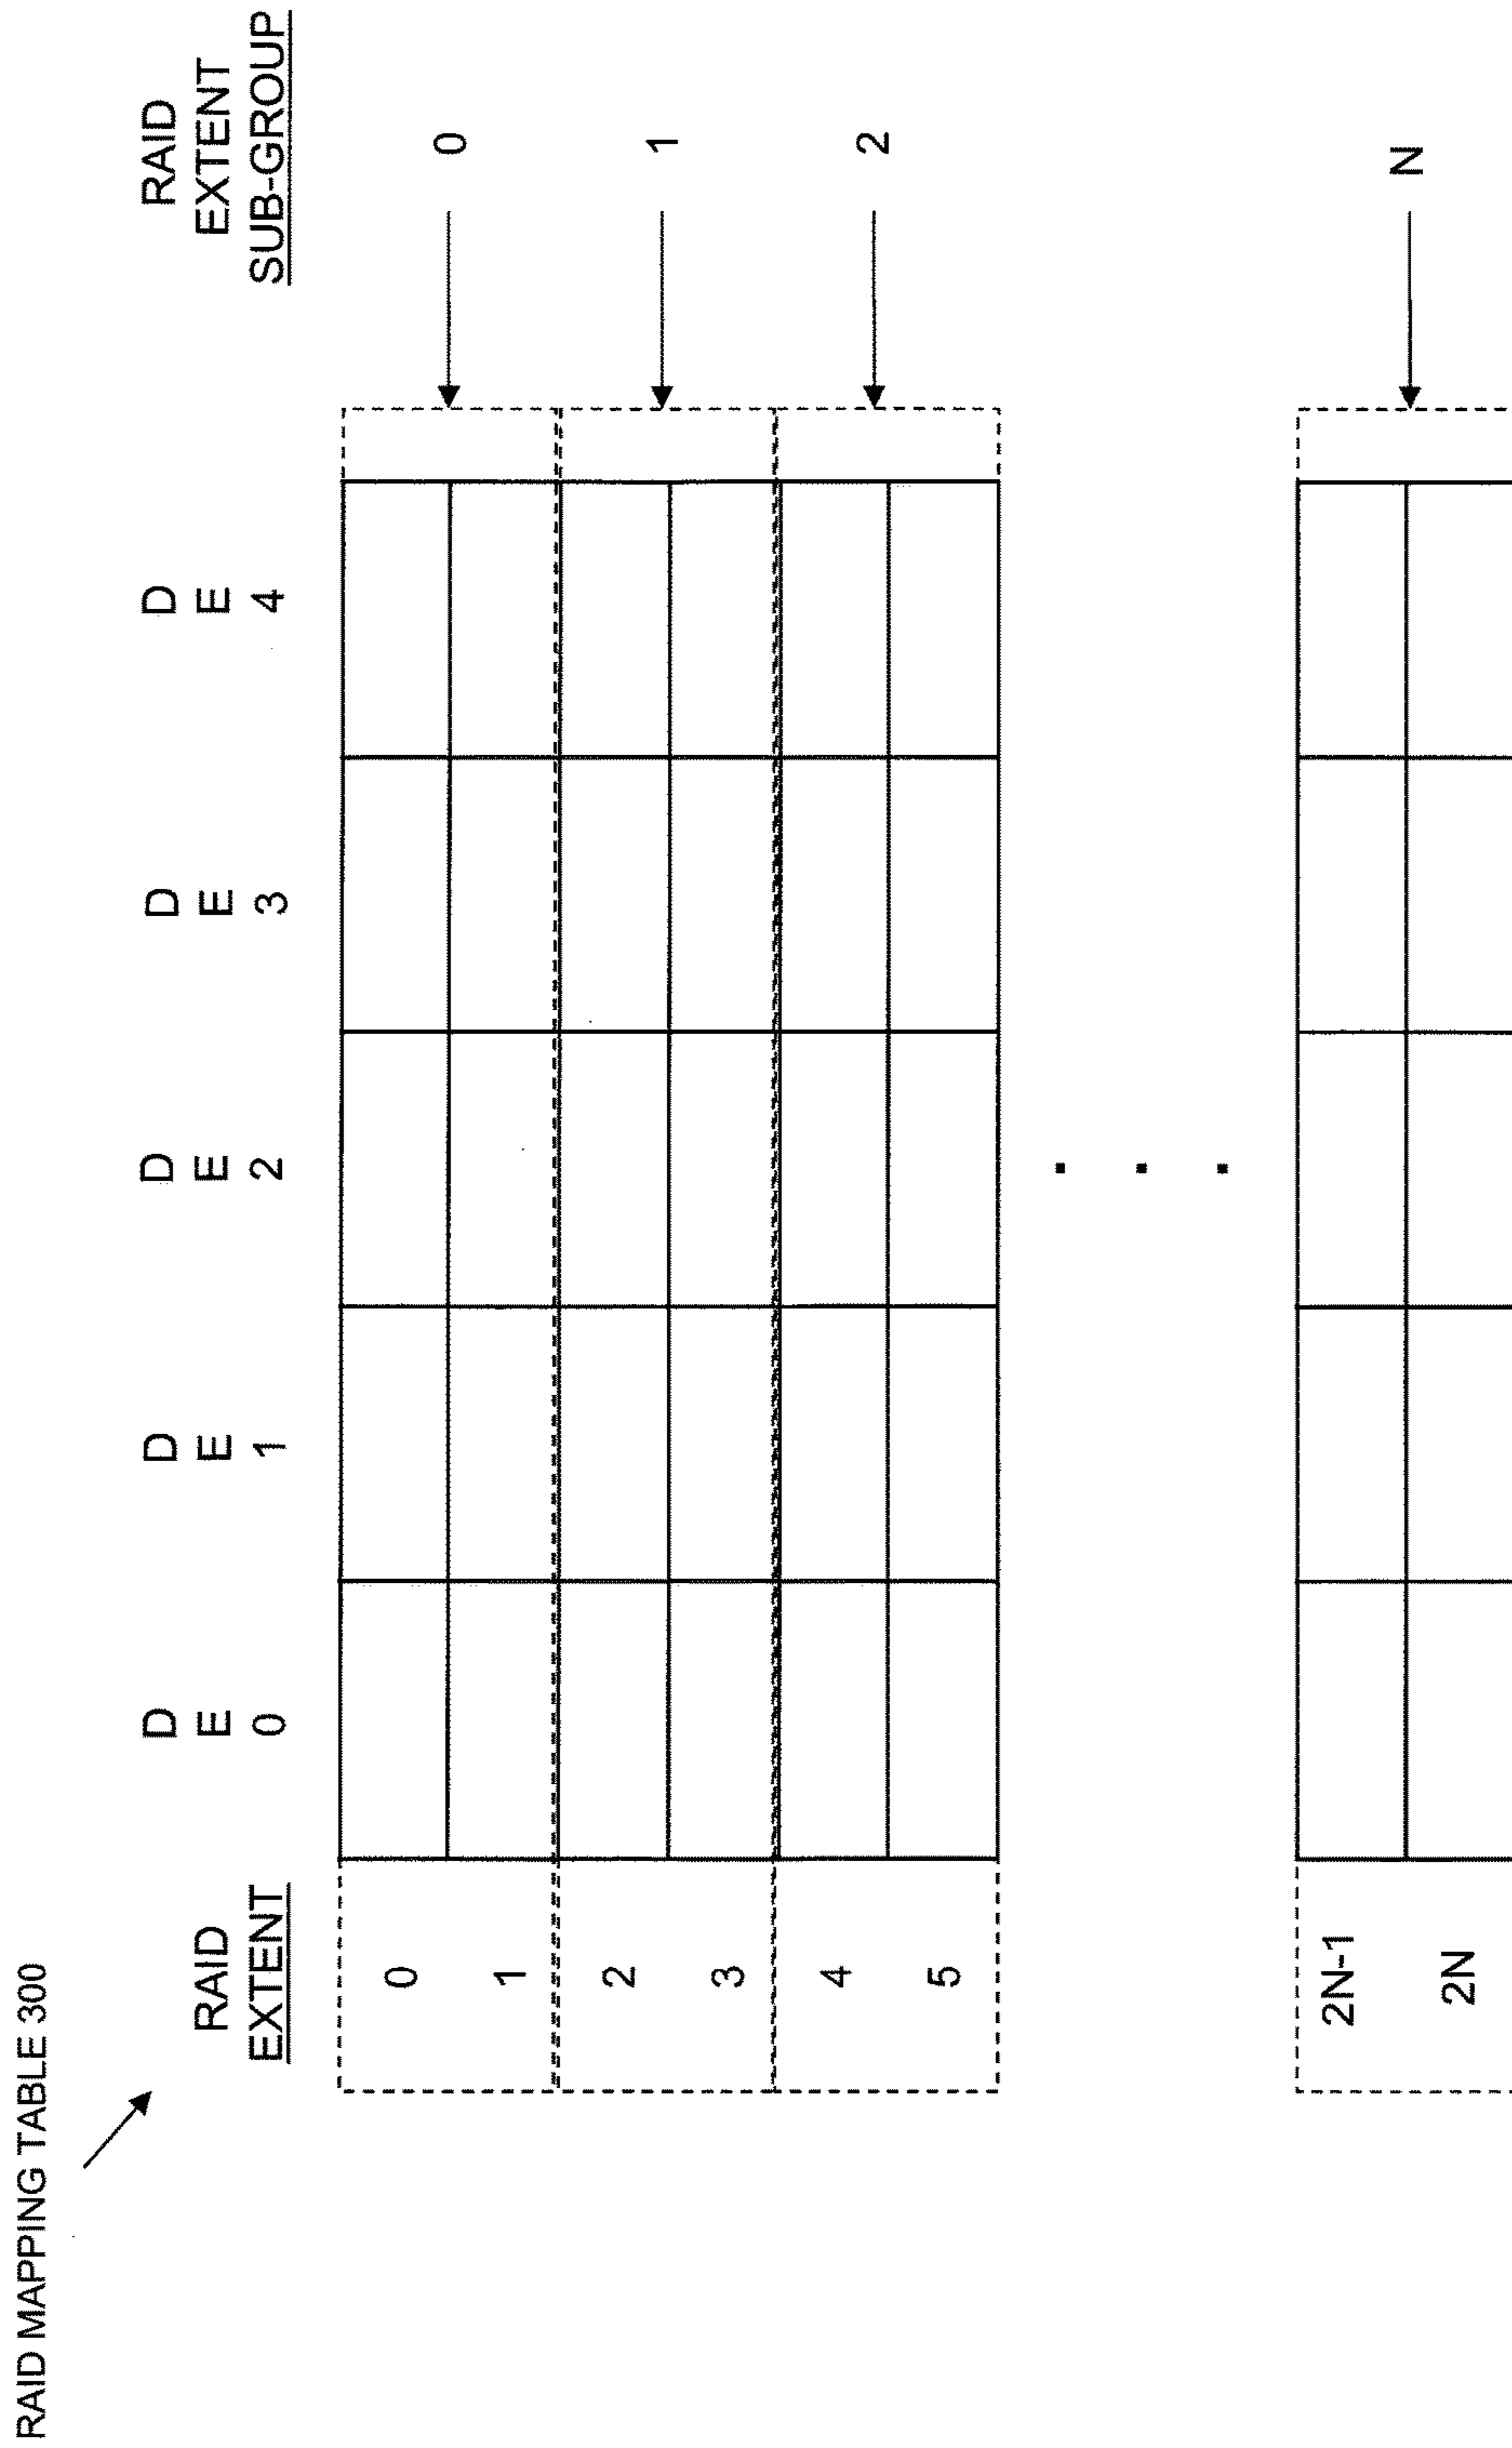 RAID MAPPING TABLE 300
RAID
EXTENT
D
E
0
D
E
1
D
E
2
D
E
3
D
E
4
RAID
EXTENT
SUB-GROUP
0
0
1
2
1
3
4
2
5
2N-1
N
2N